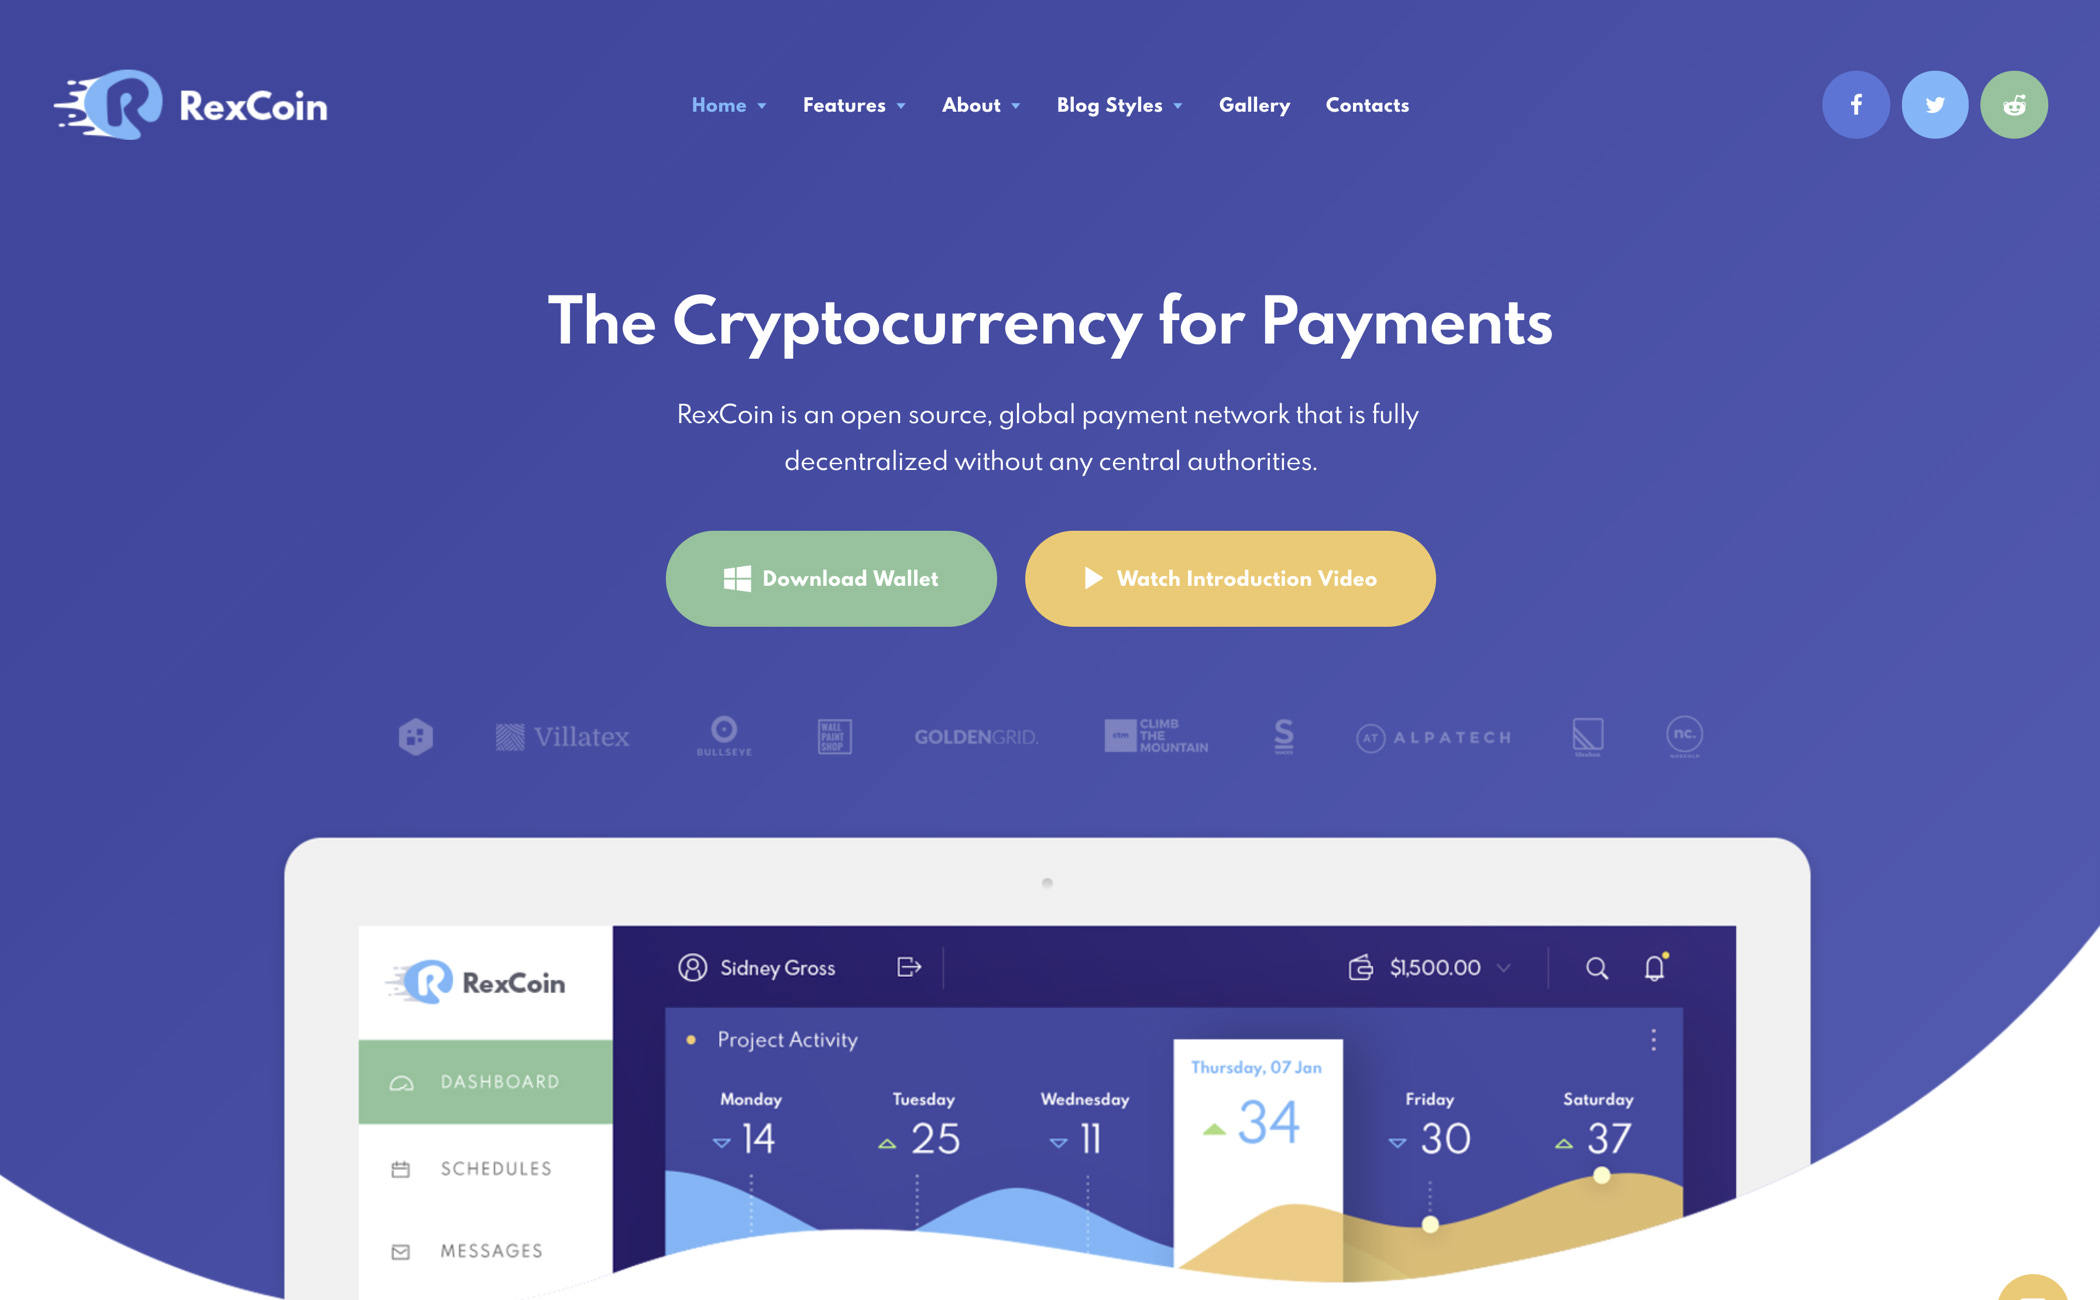 RexCoin
Home Features About Blog Styles Gallery Contacts
The Cryptocurrency for Payments
RexCoin is an open source, global payment network that is fully
decentralized without any central authorities.
Download Wallet
Watch Introduction Video
Villatex
BULLSEYE
WALL
PAINT
SHOP
GOLDENGRID.
ctm
CLIMB
THE
MOUNTAIN
S
AT ALPATECH
nc.
RexCoin
Sidney Gross
$1,500.00
DASHBOARD
SCHEDULES
MESSAGES
Project Activity
Monday
14
Tuesday
25
Wednesday
11
Thursday, 07 Jan
34
Friday
30
Saturday
37